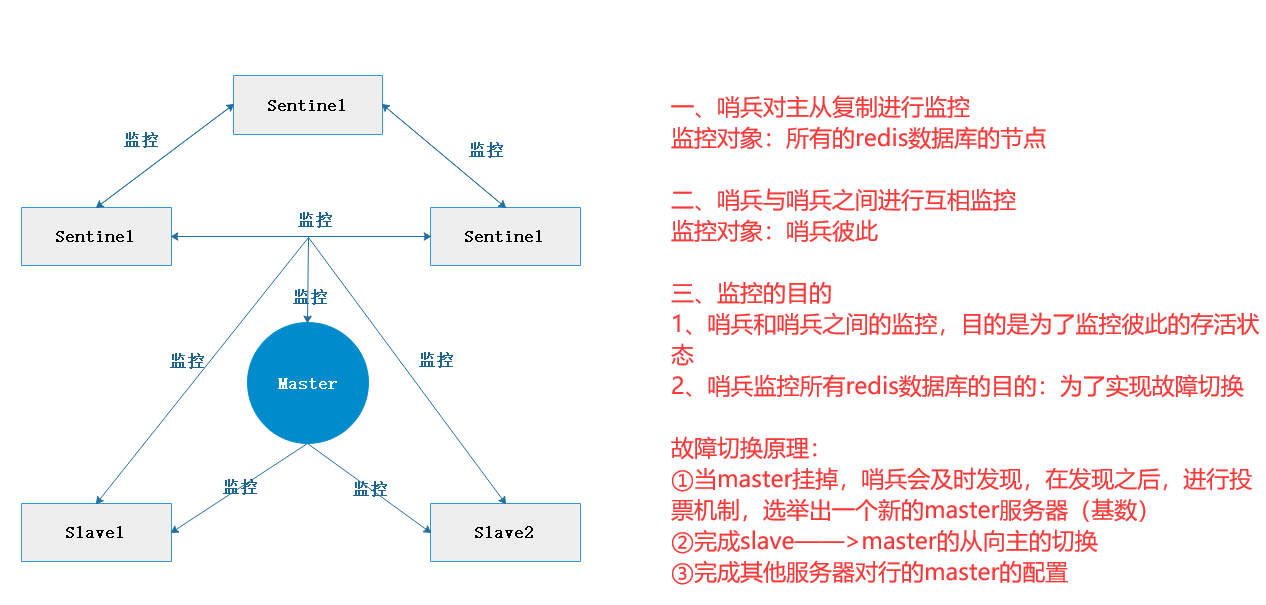 Sentinel
监控
监控
监控
Sentinel
Sentinel
监控
Master
监控
监控
监控
监控
Slave1
Slave2
一、哨兵对主从复制进行监控
监控对象：所有的redis数据库的节点
二、哨兵与哨兵之间进行互相监控
监控对象：哨兵彼此
三、监控的目的
1、哨兵和哨兵之间的监控，目的是为了监控彼此的存活状
态
2、哨兵监控所有redis数据库的目的：为了实现故障切换
故障切换原理：
①当master挂掉，哨兵会及时发现，在发现之后，进行投
票机制，选举出一个新的master服务器（基数）
②完成slave——>master的从向主的切换
③完成其他服务器对行的master的配置